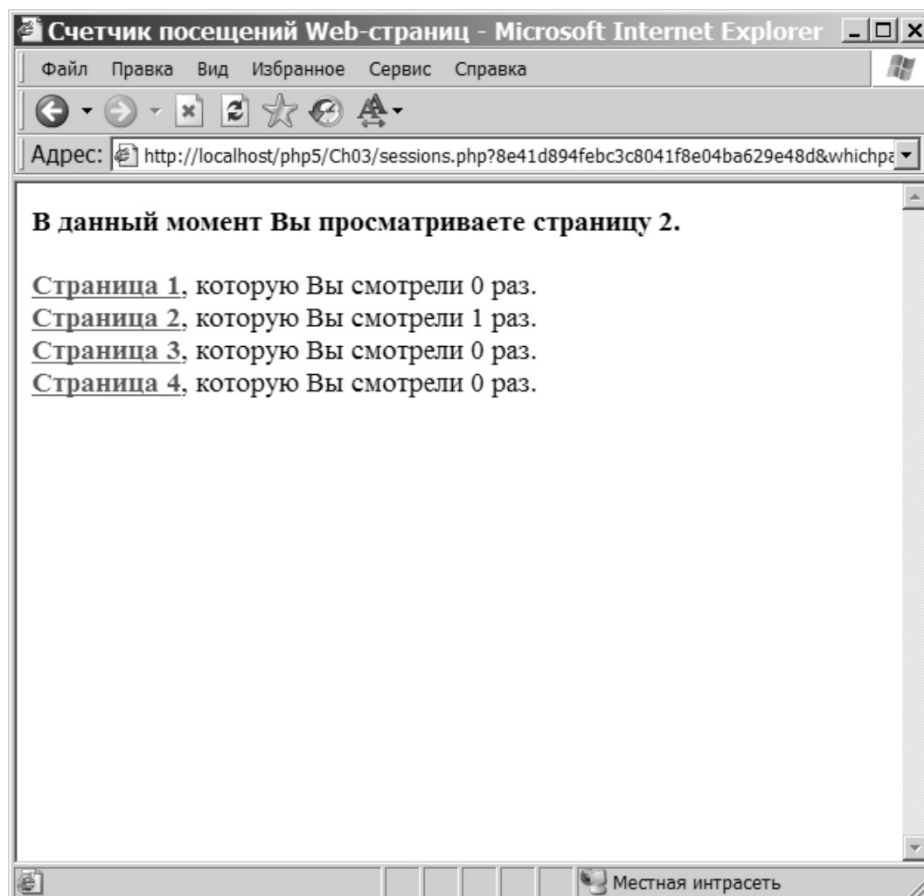 Счетчик посещений Web-страниц - Microsoft Internet Explorer
Файл Правка Вид Избранное Сервис Справка
Адрес: http://localhost/php5/Ch03/sessions.php?8e41d894febc3c8041f8e04ba629e48d&whichpa
В данный момент Вы просматриваете страницу 2.
Страница 1, которую Вы смотрели 0 раз.
Страница 2, которую Вы смотрели 1 раз.
Страница 3, которую Вы смотрели 0 раз.
Страница 4, которую Вы смотрели 0 раз.
Местная интрасеть